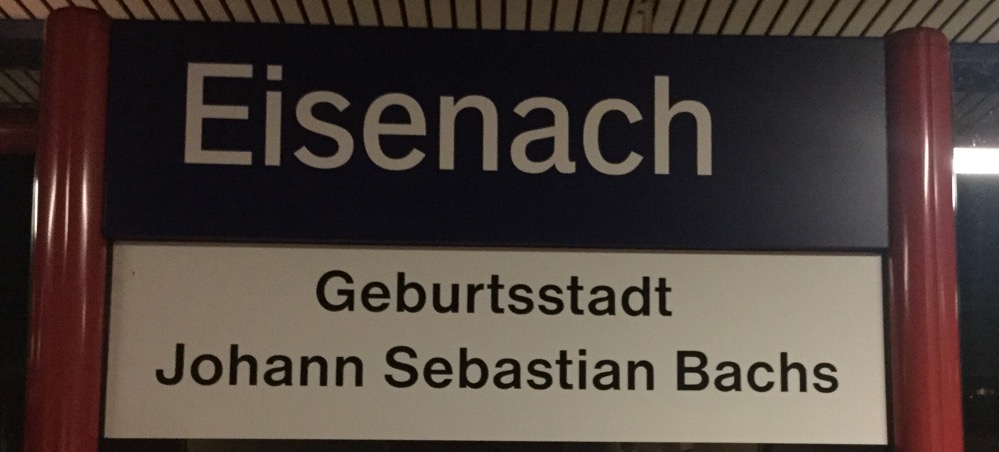 Eisenach
Geburtsstadt
Johann Sebastian Bachs